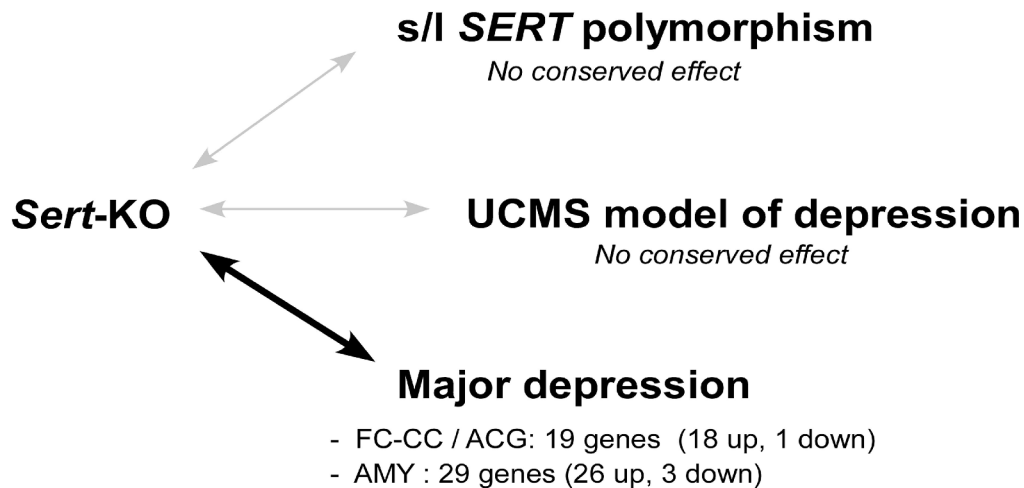 s/l SERT polymorphism
No conserved effect
Sert-KO
UCMS model of depression
No conserved effect
Major depression
- FC-CC / ACG: 19 genes (18 up, 1 down)
- AMY : 29 genes (26 up, 3 down)